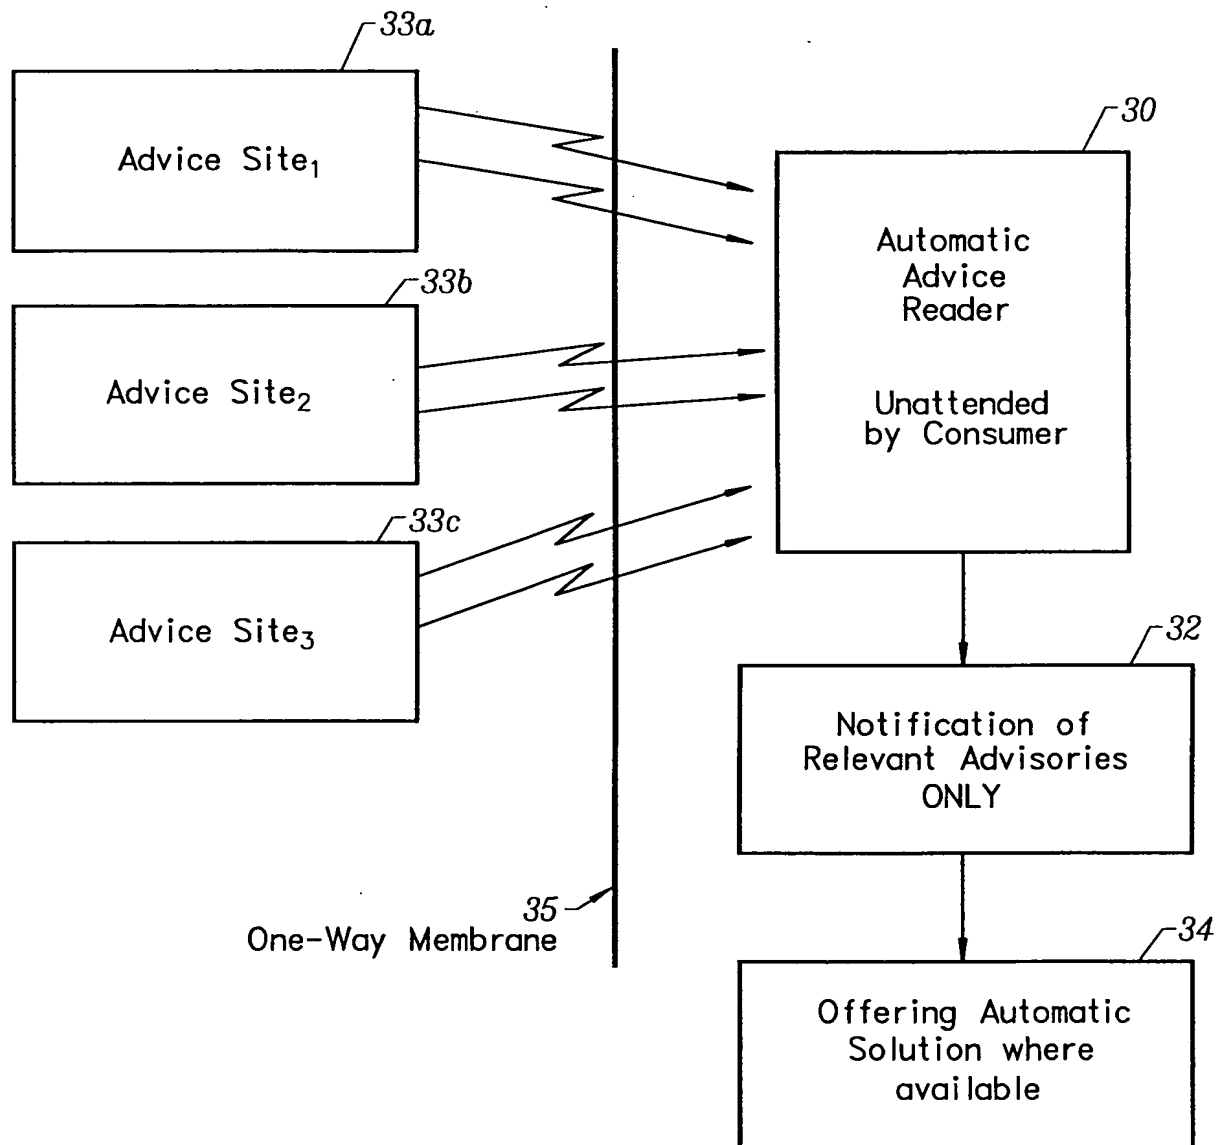 33a
Advice Site₁
33b
Advice Site₂
33c
Advice Site₃
35
One-Way Membrane
30
Automatic
Advice
Reader
Unattended
by Consumer
32
Notification of
Relevant Advisories
ONLY
34
Offering Automatic
Solution where
available